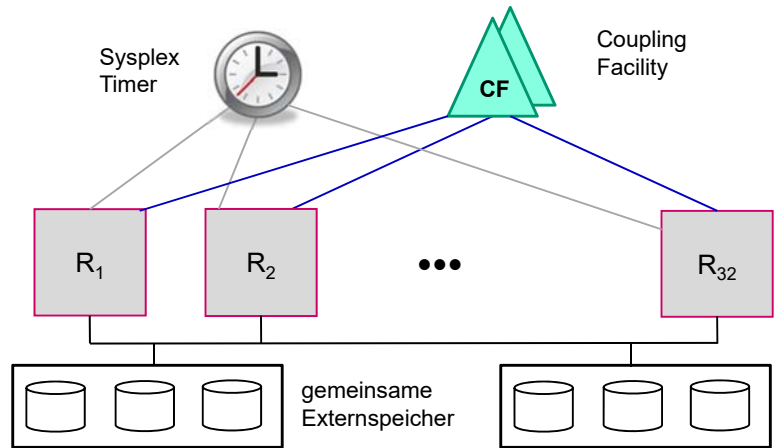 Sysplex
Timer
Coupling
Facility
CF
R1
R2
•••
R32
gemeinsame
Externspeicher